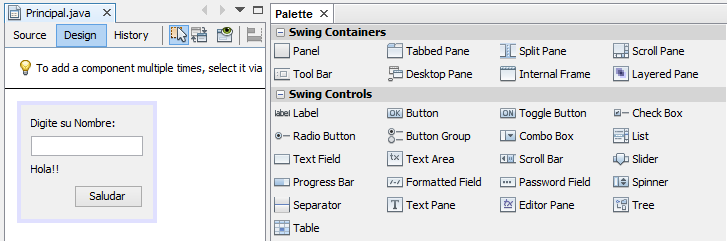 Principal.java
Source Design History
To add a component multiple times, select it via
Digite su Nombre:
Hola!!
Saludar
Palette
Swing Containers
Panel Tabbed Pane Split Pane Scroll Pane
Tool Bar Desktop Pane Internal Frame Layered Pane
Swing Controls
label Label OK Button ON Toggle Button Check Box
Radio Button Button Group Combo Box List
Text Field Text Area Scroll Bar Slider
Progress Bar Formatted Field Password Field Spinner
Separator T Text Pane Editor Pane Tree
Table